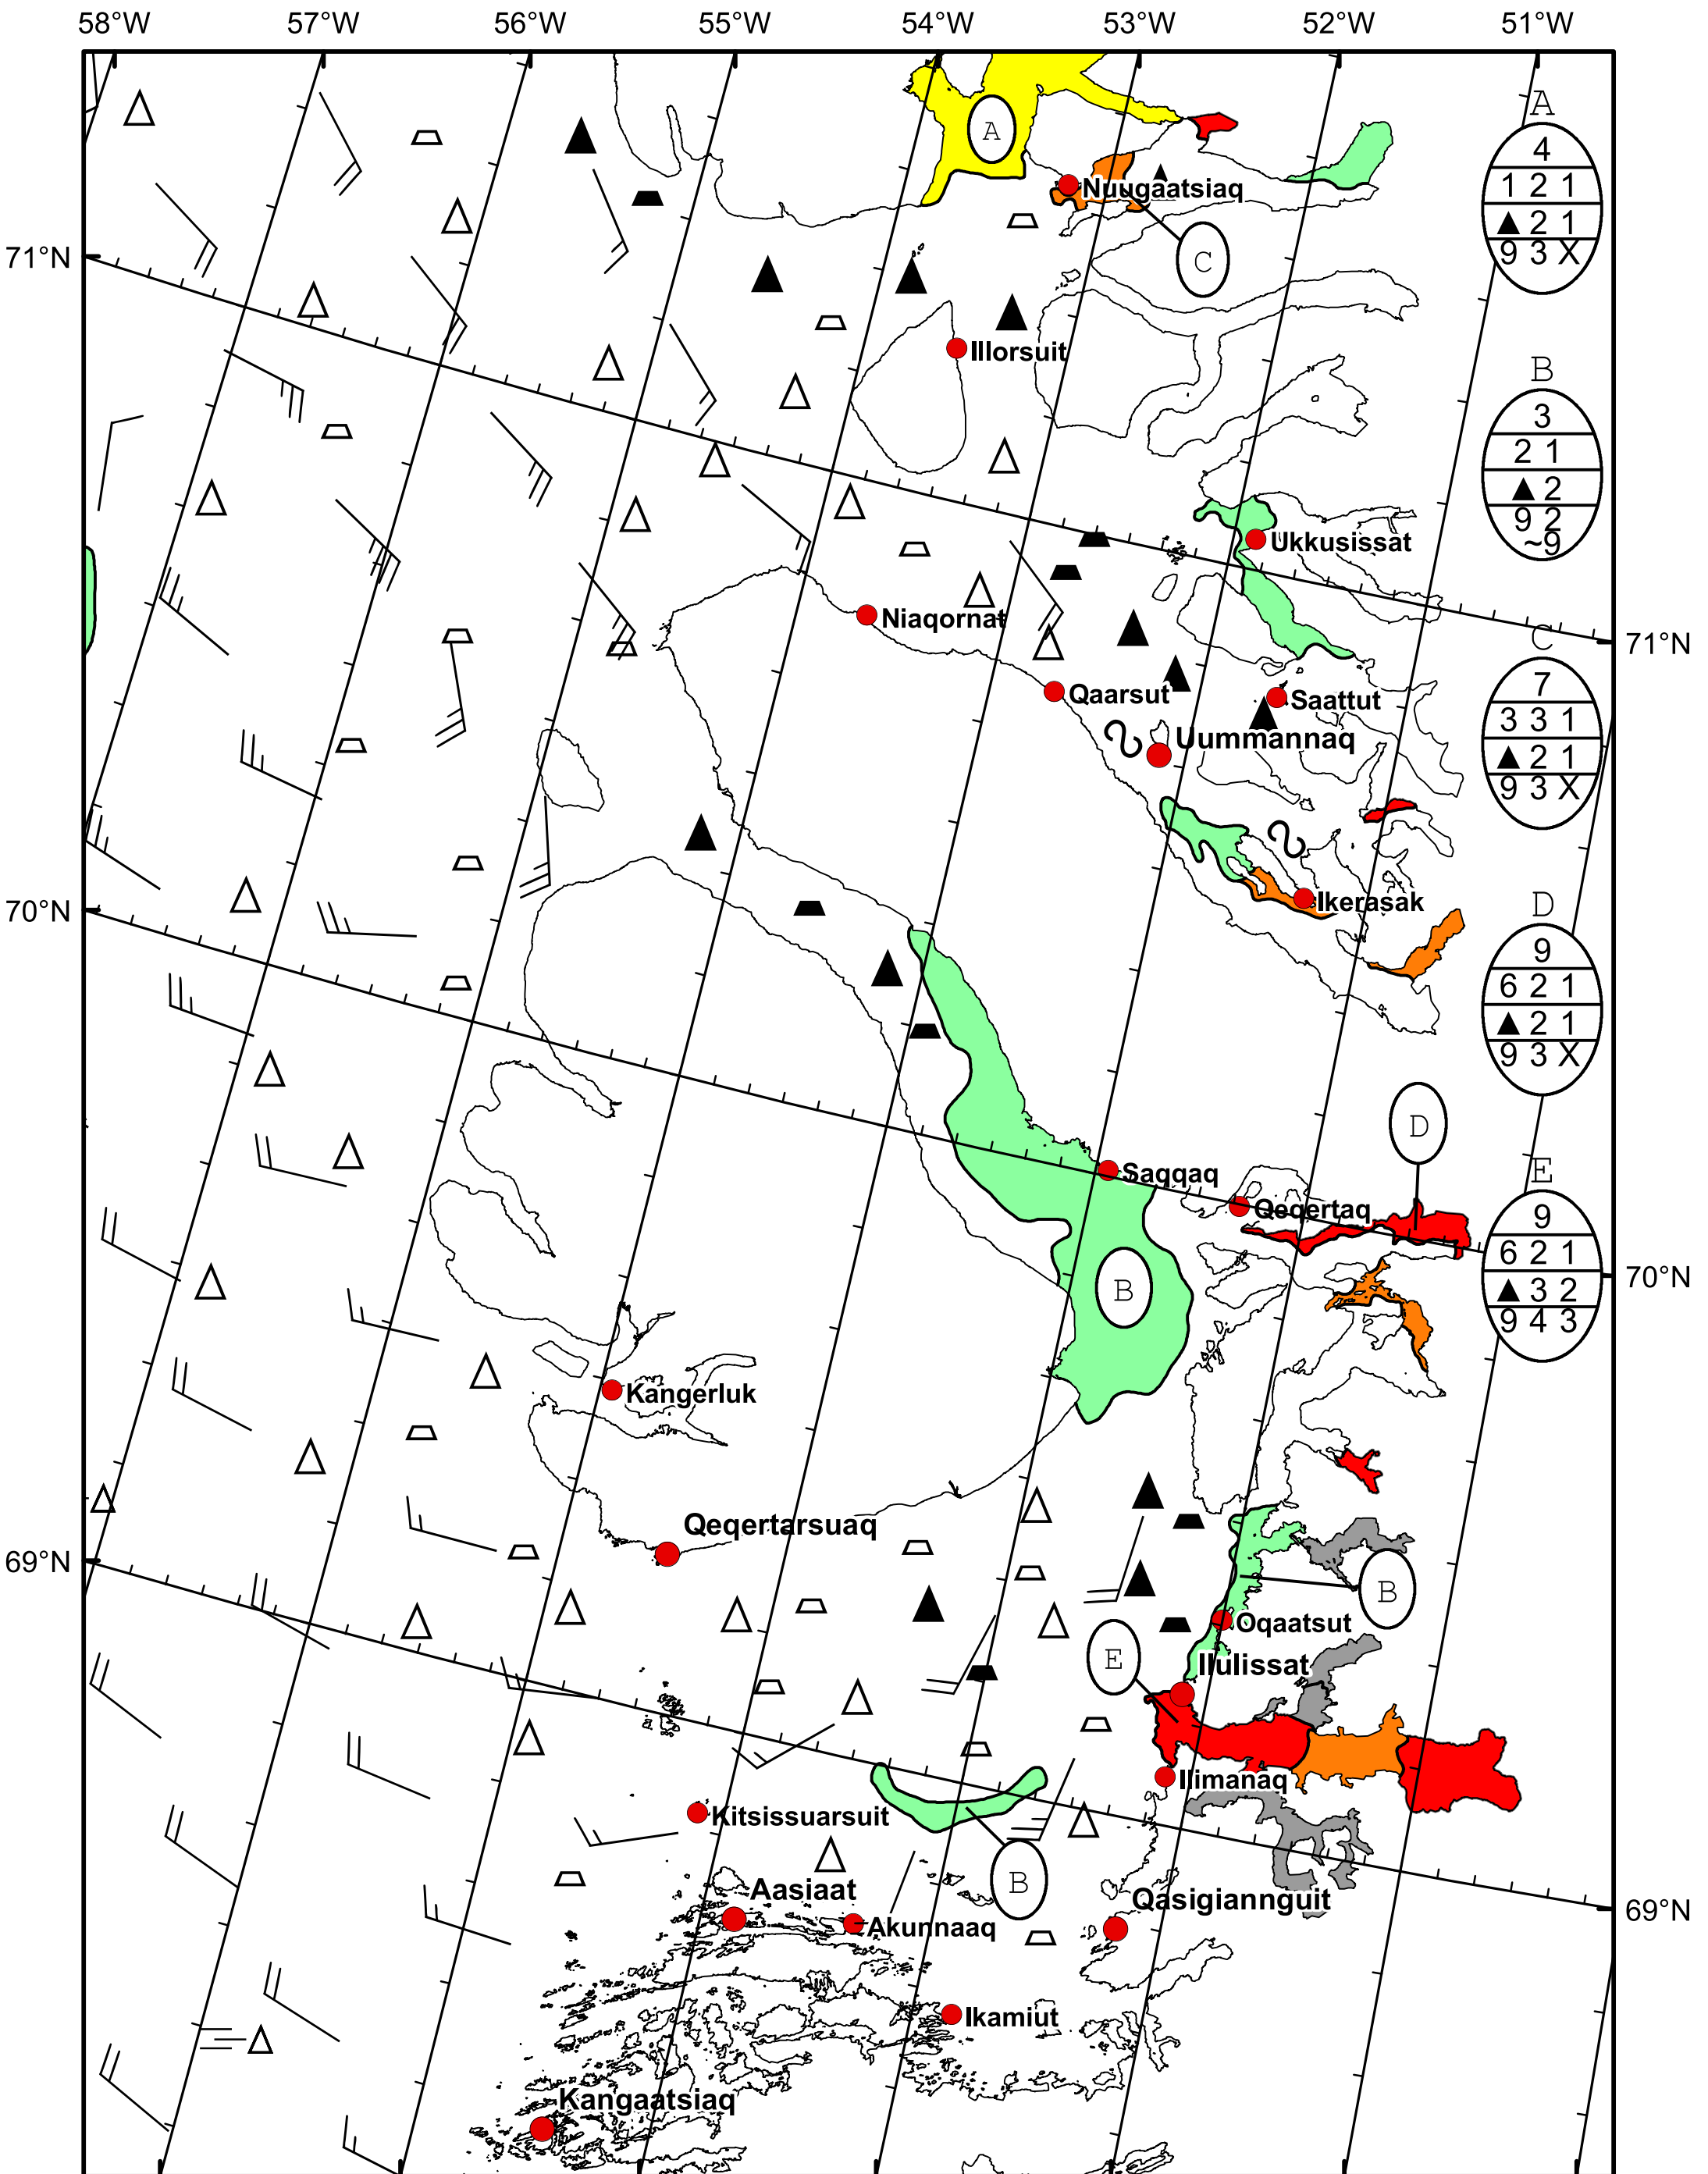 58°W 57°W 56°W 55°W 54°W 53°W 52°W 51°W
A
4
1 2 1
▲ 2 1
9 3 X
A
Nuugaatsiaq
71°N
C
Illorsuit
B
3
2 1
▲ 2
9 2
~9
Ukkusissat
Niaqornat
C
71°N
7
3 3 1
▲ 2 1
9 3 X
Qaarsut
Saattut
Uummannaq
Ikerasak
70°N
D
9
6 2 1
▲ 2 1
9 3 X
D
Saqqaq
Qeqertaq
E
9
6 2 1
▲ 3 2
9 4 3
70°N
B
Kangerluk
Qeqertarsuaq
69°N
B
Oqaatsut
E
Ilulissat
Ilimanaq
Kitsissuarsuit
B
Aasiaat
Qasigiannguit
Akunnaaq
69°N
Ikamiut
Kangaatsiaq